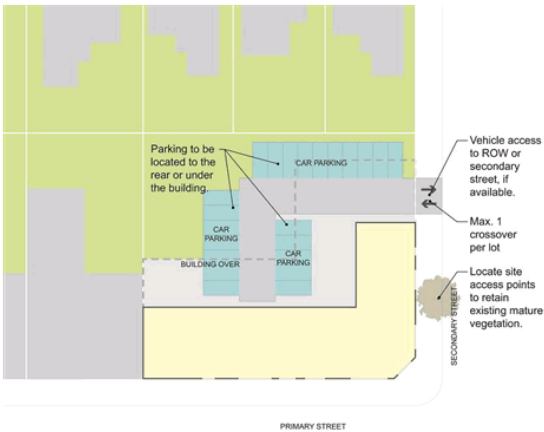 Parking to be
located to the
rear or under
the building.
CAR PARKING
CAR
PARKING
CAR
PARKING
BUILDING OVER
Vehicle access
to ROW or
secondary
street, if
available.
Max. 1
crossover
per lot
Locate site
access points
to retain
existing mature
vegetation.
SECONDARY STREET
PRIMARY STREET